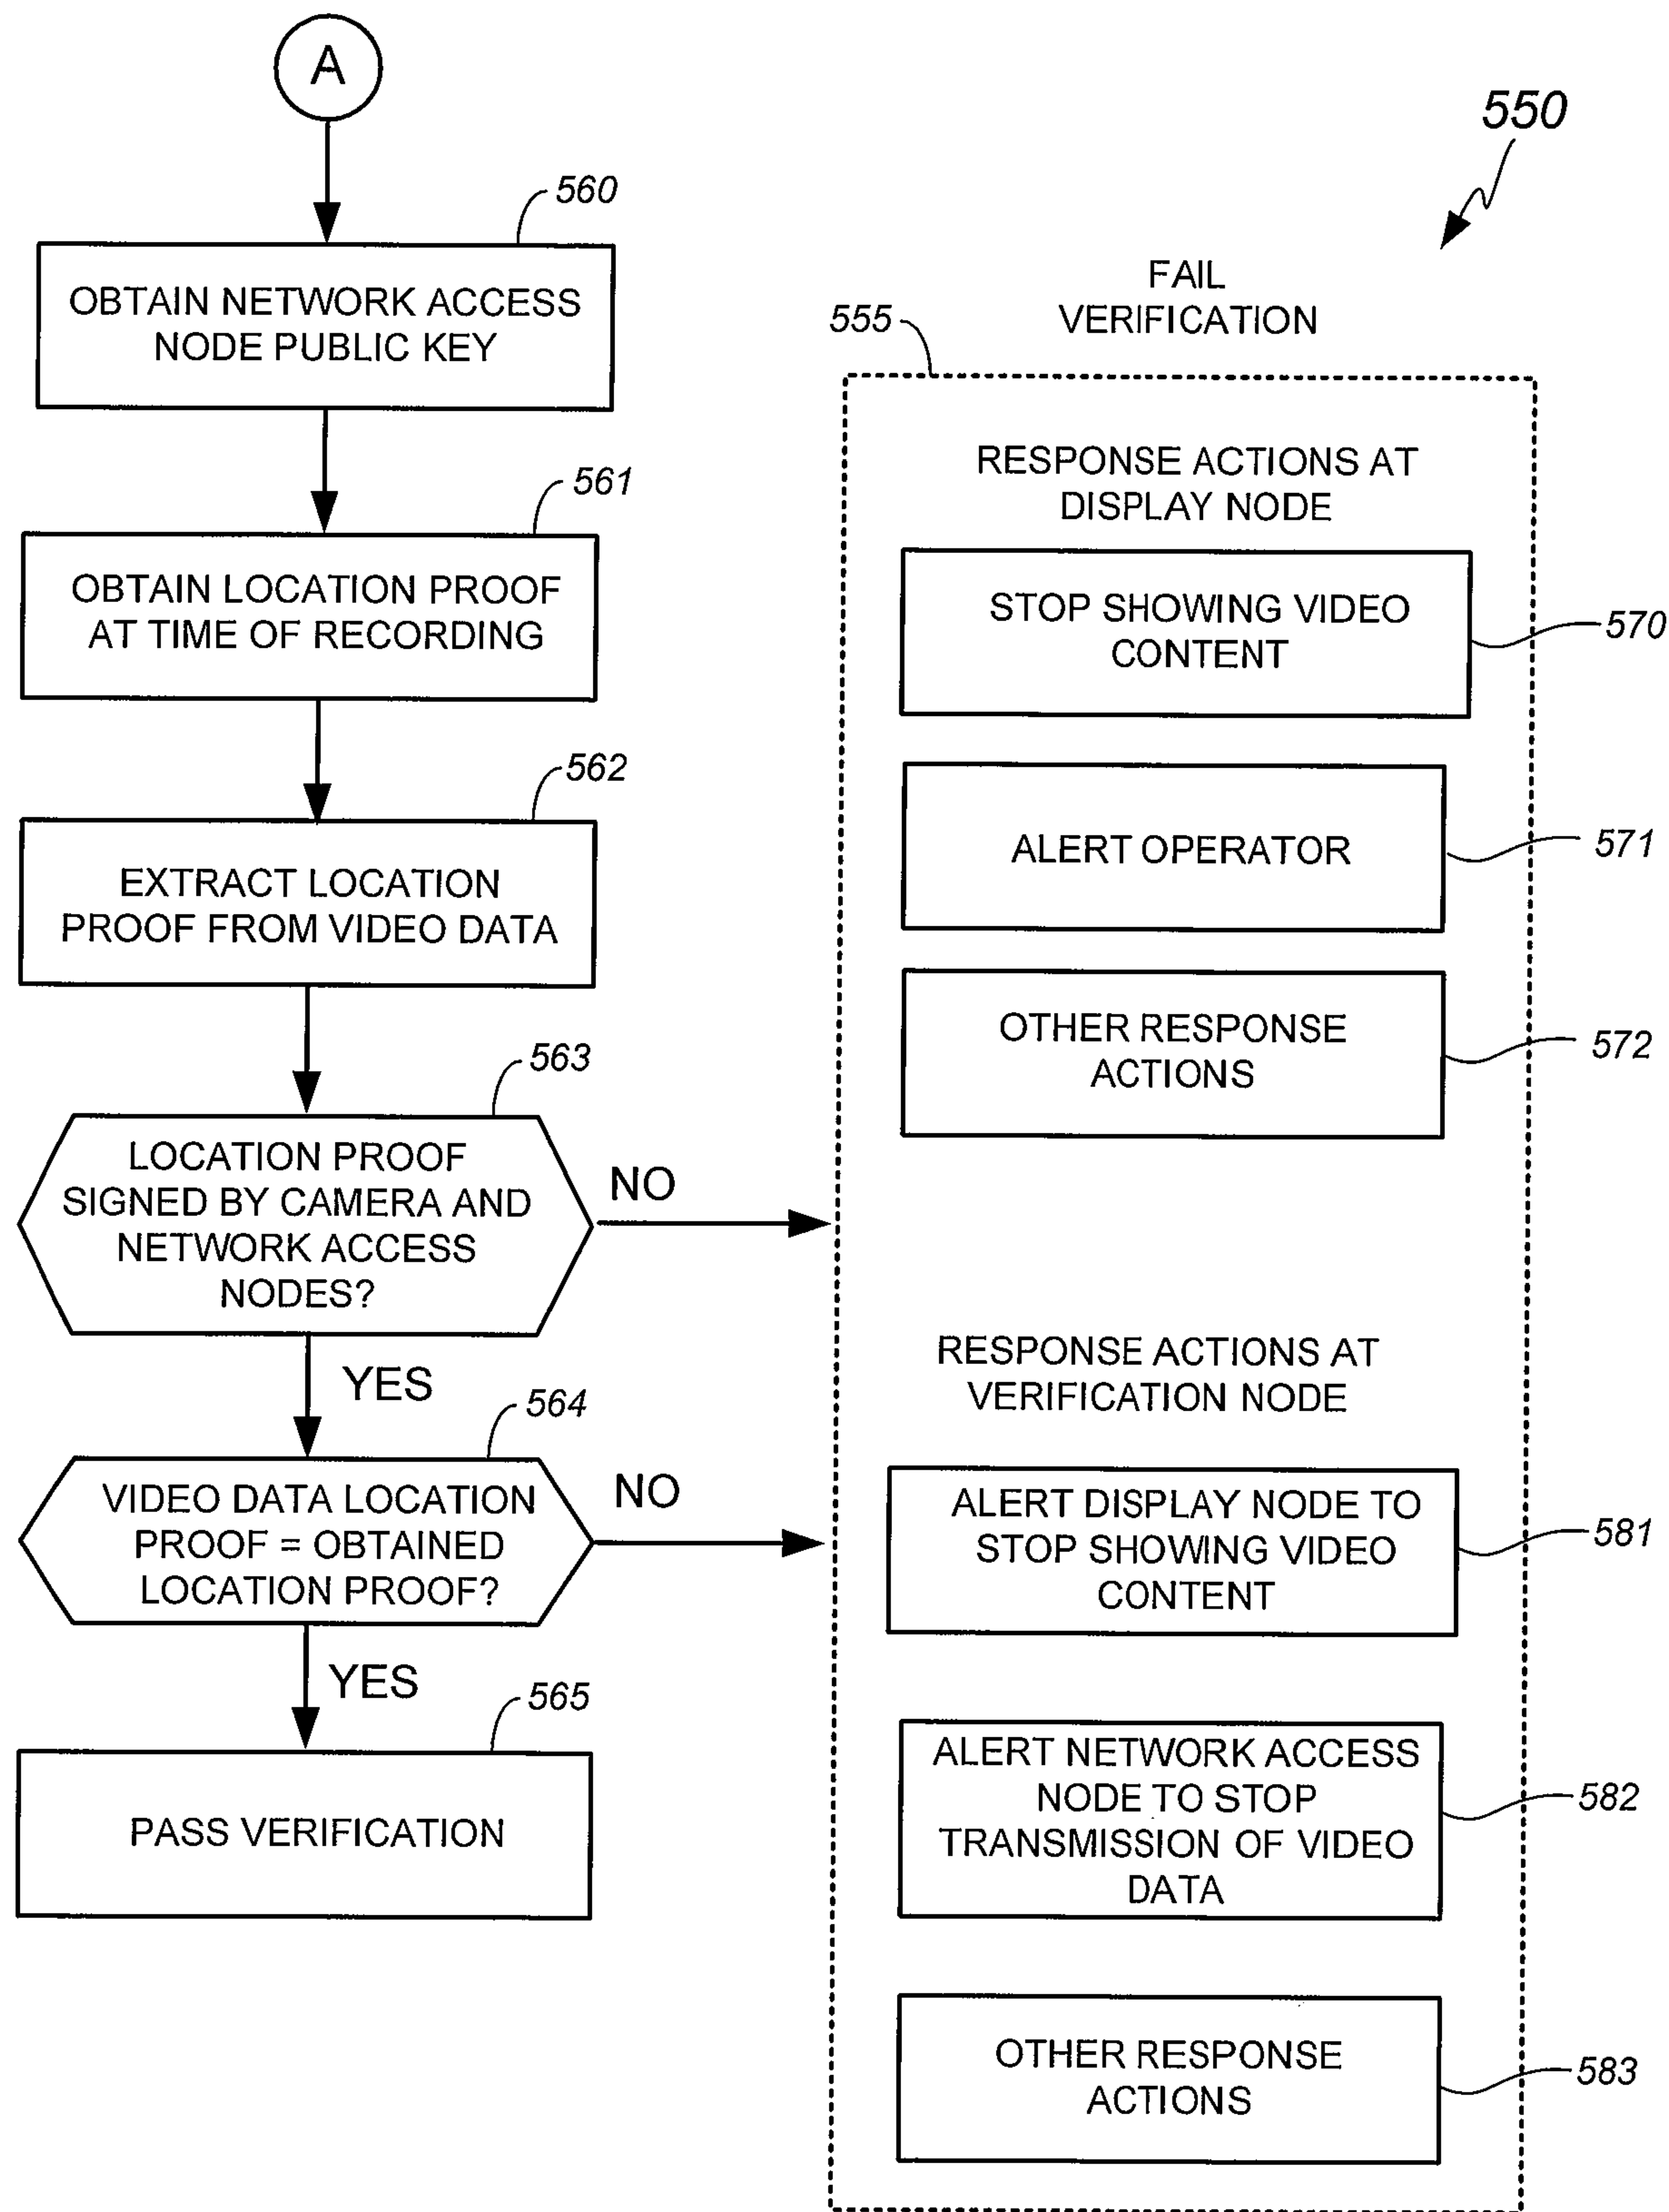 A
550
560
OBTAIN NETWORK ACCESS
NODE PUBLIC KEY
561
OBTAIN LOCATION PROOF
AT TIME OF RECORDING
562
EXTRACT LOCATION
PROOF FROM VIDEO DATA
563
LOCATION PROOF
SIGNED BY CAMERA AND
NETWORK ACCESS
NODES?
NO
YES
564
VIDEO DATA LOCATION
PROOF = OBTAINED
LOCATION PROOF?
NO
YES
565
PASS VERIFICATION
FAIL
VERIFICATION
555
RESPONSE ACTIONS AT
DISPLAY NODE
STOP SHOWING VIDEO
CONTENT
570
ALERT OPERATOR
571
OTHER RESPONSE
ACTIONS
572
RESPONSE ACTIONS AT
VERIFICATION NODE
ALERT DISPLAY NODE TO
STOP SHOWING VIDEO
CONTENT
581
ALERT NETWORK ACCESS
NODE TO STOP
TRANSMISSION OF VIDEO
DATA
582
OTHER RESPONSE
ACTIONS
583